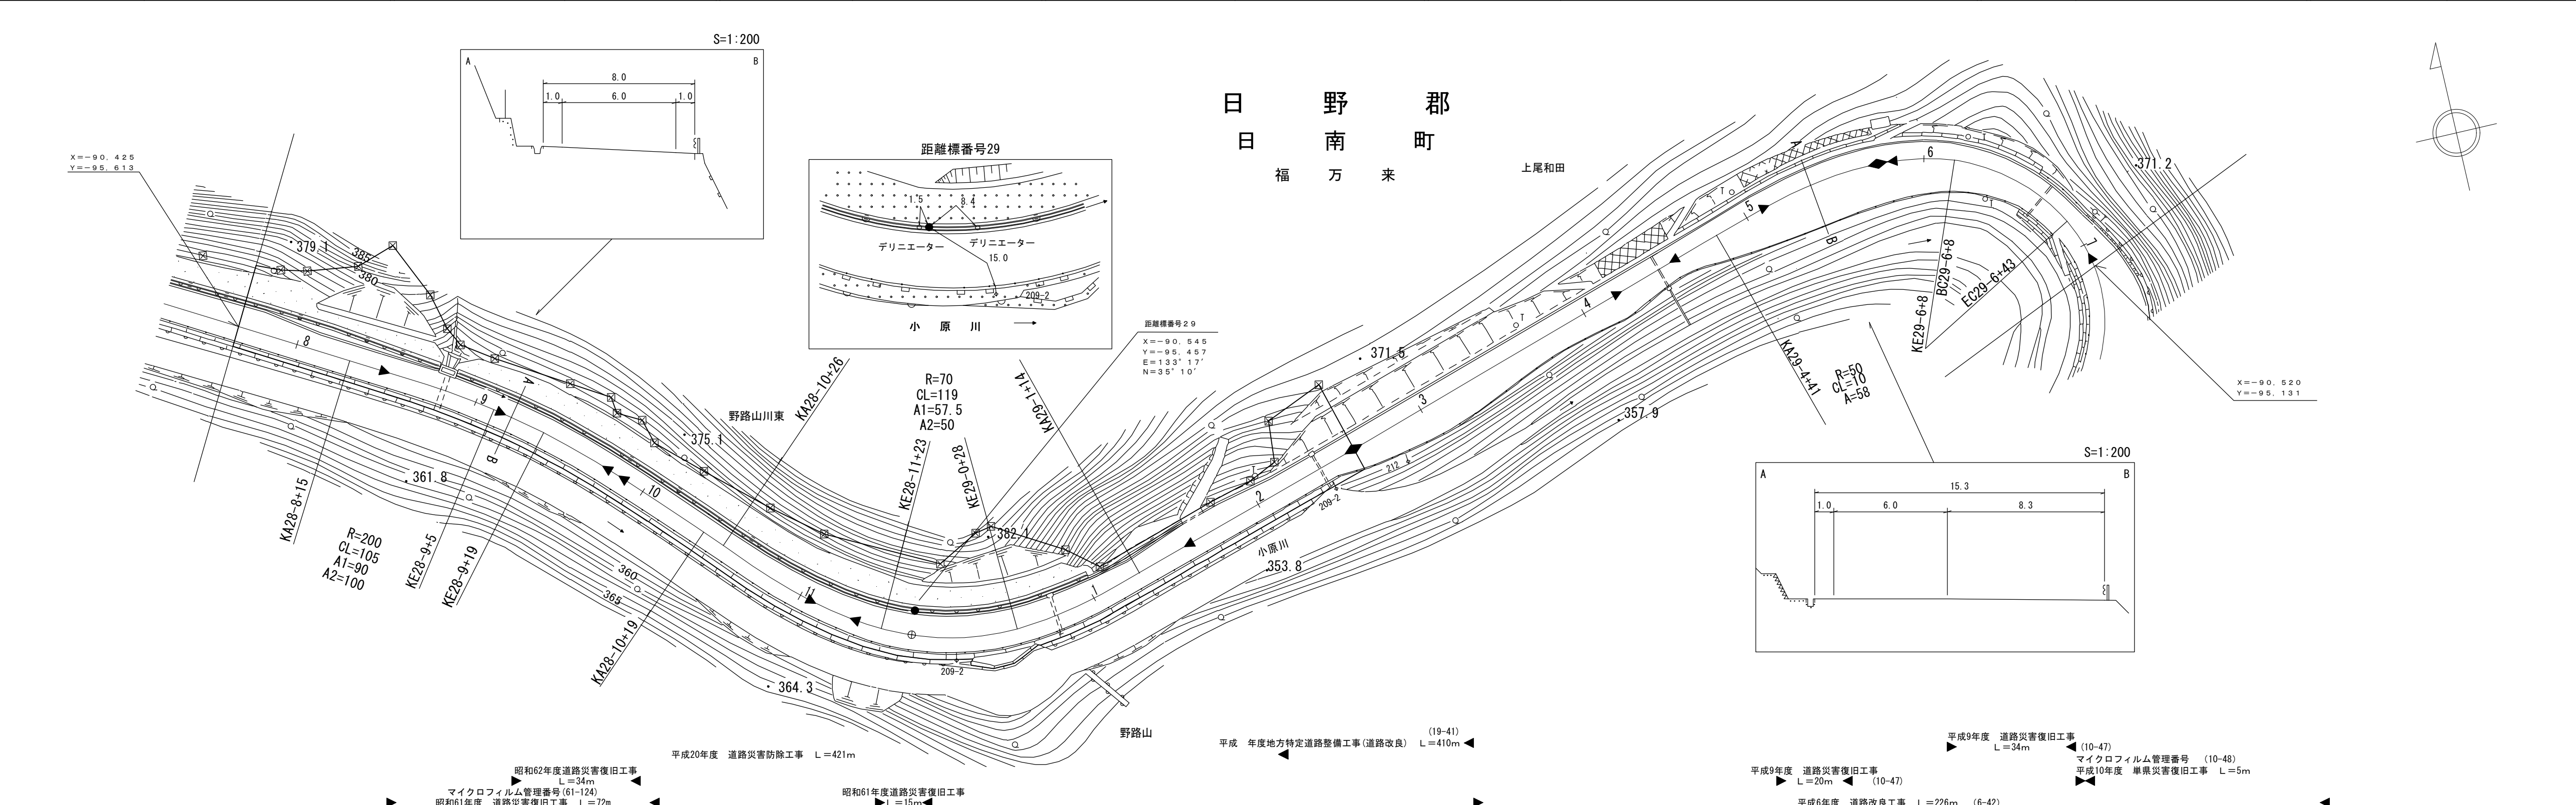 S=1:200
A B
8.0
1.0 6.0 1.0
日野郡
日南町
福万来
上尾和田
距離標番号29
1.5 8.4
デリニエーター デリニエーター
15.0
209-2
小原川
X=-90,425
Y=-95,613
379.1
385
380
8
9
A
B
10
11
361.8
375.1
野路山川東
KA28-8+15
R=200
CL=105
A1=90
A2=100
KE28-9+5
KE28-9+19
KA28-10+19
KA28-10+26
360
365
364.3
R=70
CL=119
A1=57.5
A2=50
KE28-11+23
KE29-0+28
KA29-1+14
距離標番号29
X=-90,545
Y=-95,457
E=133°17′
N=35°10′
382.1
209-2
1
2
3
4
5
6
7
371.5
T
T
T
T
T
212
209-2
小原川
353.8
357.9
A
B
KA29-4+41
R=50
CL=10
A=58
KE29-6+8
BC29-6+8
EC29-6+43
371.2
X=-90,520
Y=-95,131
S=1:200
A B
15.3
1.0 6.0 8.3
野路山
(19-41)
平成 年度地方特定道路整備工事(道路改良) L=410m
平成20年度 道路災害防除工事 L=421m
昭和62年度道路災害復旧工事
L=34m
マイクロフィルム管理番号(61-124)
昭和61年度 道路災害復旧工事 L=72m
昭和61年度道路災害復旧工事
L=15m
平成9年度 道路災害復旧工事
L=34m (10-47)
マイクロフィルム管理番号 (10-48)
平成9年度 道路災害復旧工事
L=20m (10-47)
平成10年度 単県災害復旧工事 L=5m
平成6年度 道路改良工事 L=226m (6-42)